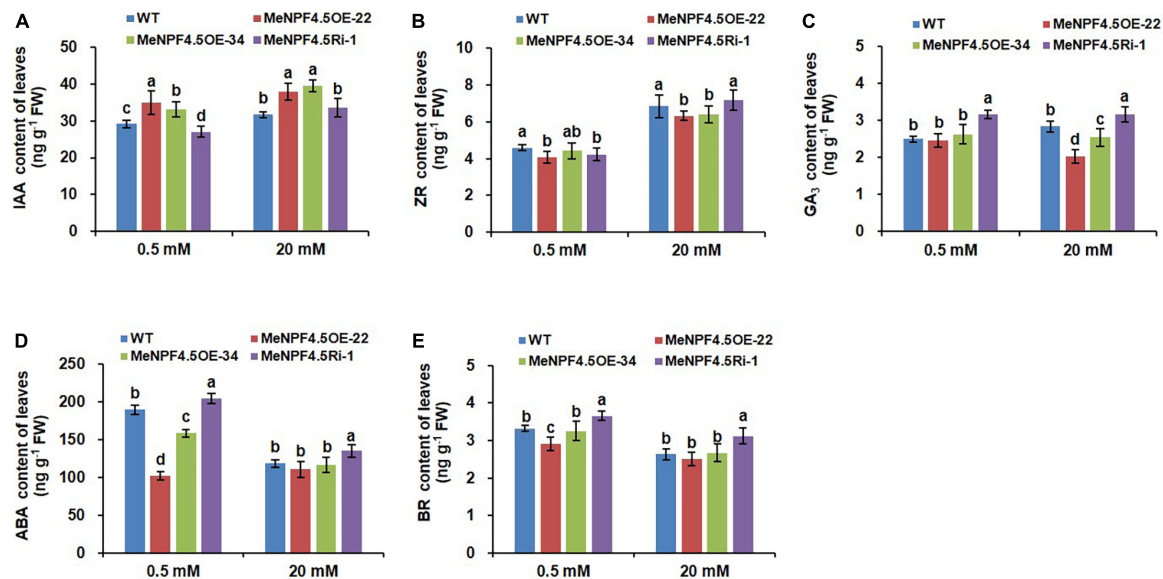 A
WT
MeNPF4.5OE-22
MeNPF4.5OE-34
MeNPF4.5Ri-1
IAA content of leaves
(ng g-1 FW)
50
40
30
20
10
0
c a b d
b a a b
0.5 mM
20 mM
B
WT
MeNPF4.5OE-22
MeNPF4.5OE-34
MeNPF4.5Ri-1
ZR content of leaves
(ng g-1 FW)
10
8
6
4
2
0
a b ab b
a b b a
0.5 mM
20 mM
C
WT
MeNPF4.5OE-22
MeNPF4.5OE-34
MeNPF4.5Ri-1
GA3 content of leaves
(ng g-1 FW)
5
4
3
2
1
0
b b b a
b d c a
0.5 mM
20 mM
D
WT
MeNPF4.5OE-22
MeNPF4.5OE-34
MeNPF4.5Ri-1
ABA content of leaves
(ng g-1 FW)
250
200
150
100
50
0
b d c a
b b b a
0.5 mM
20 mM
E
WT
MeNPF4.5OE-22
MeNPF4.5OE-34
MeNPF4.5Ri-1
BR content of leaves
(ng g-1 FW)
5
4
3
2
1
0
b c b a
b b b a
0.5 mM
20 mM